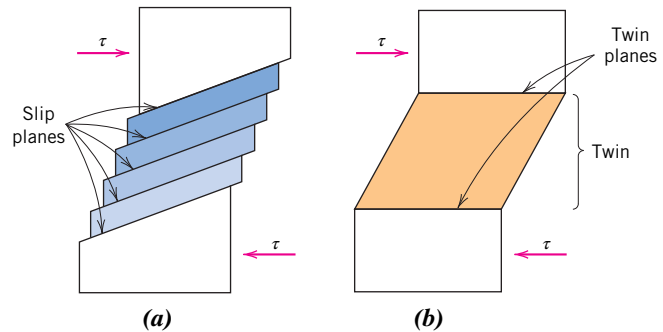 τ
Slip
planes
τ
(a)
τ
Twin
planes
Twin
τ
(b)